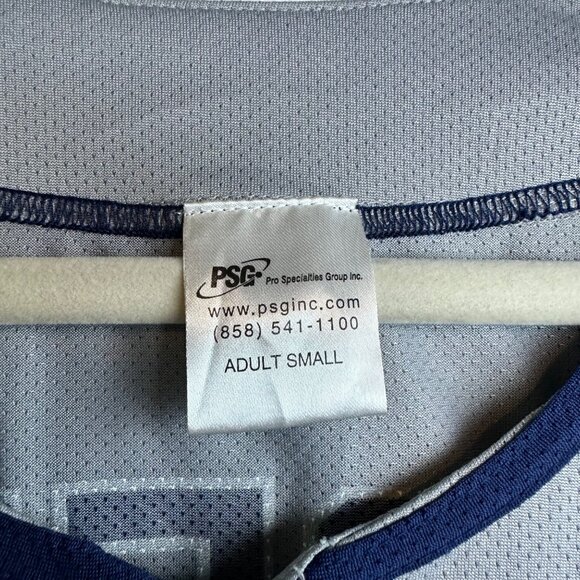 PSG Pro Specialties Group Inc.
www.psginc.com
(858) 541-1100
ADULT SMALL